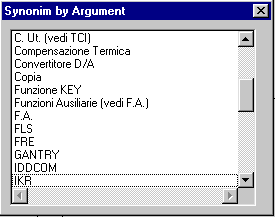 Synonim by Argument
C. Ut. (vedi TCI)
Compensazione Termica
Convertitore D/A
Copia
Funzione KEY
Funzioni Ausiliarie (vedi F.A.)
F.A.
FLS
FRE
GANTRY
IDDCOM
IKR